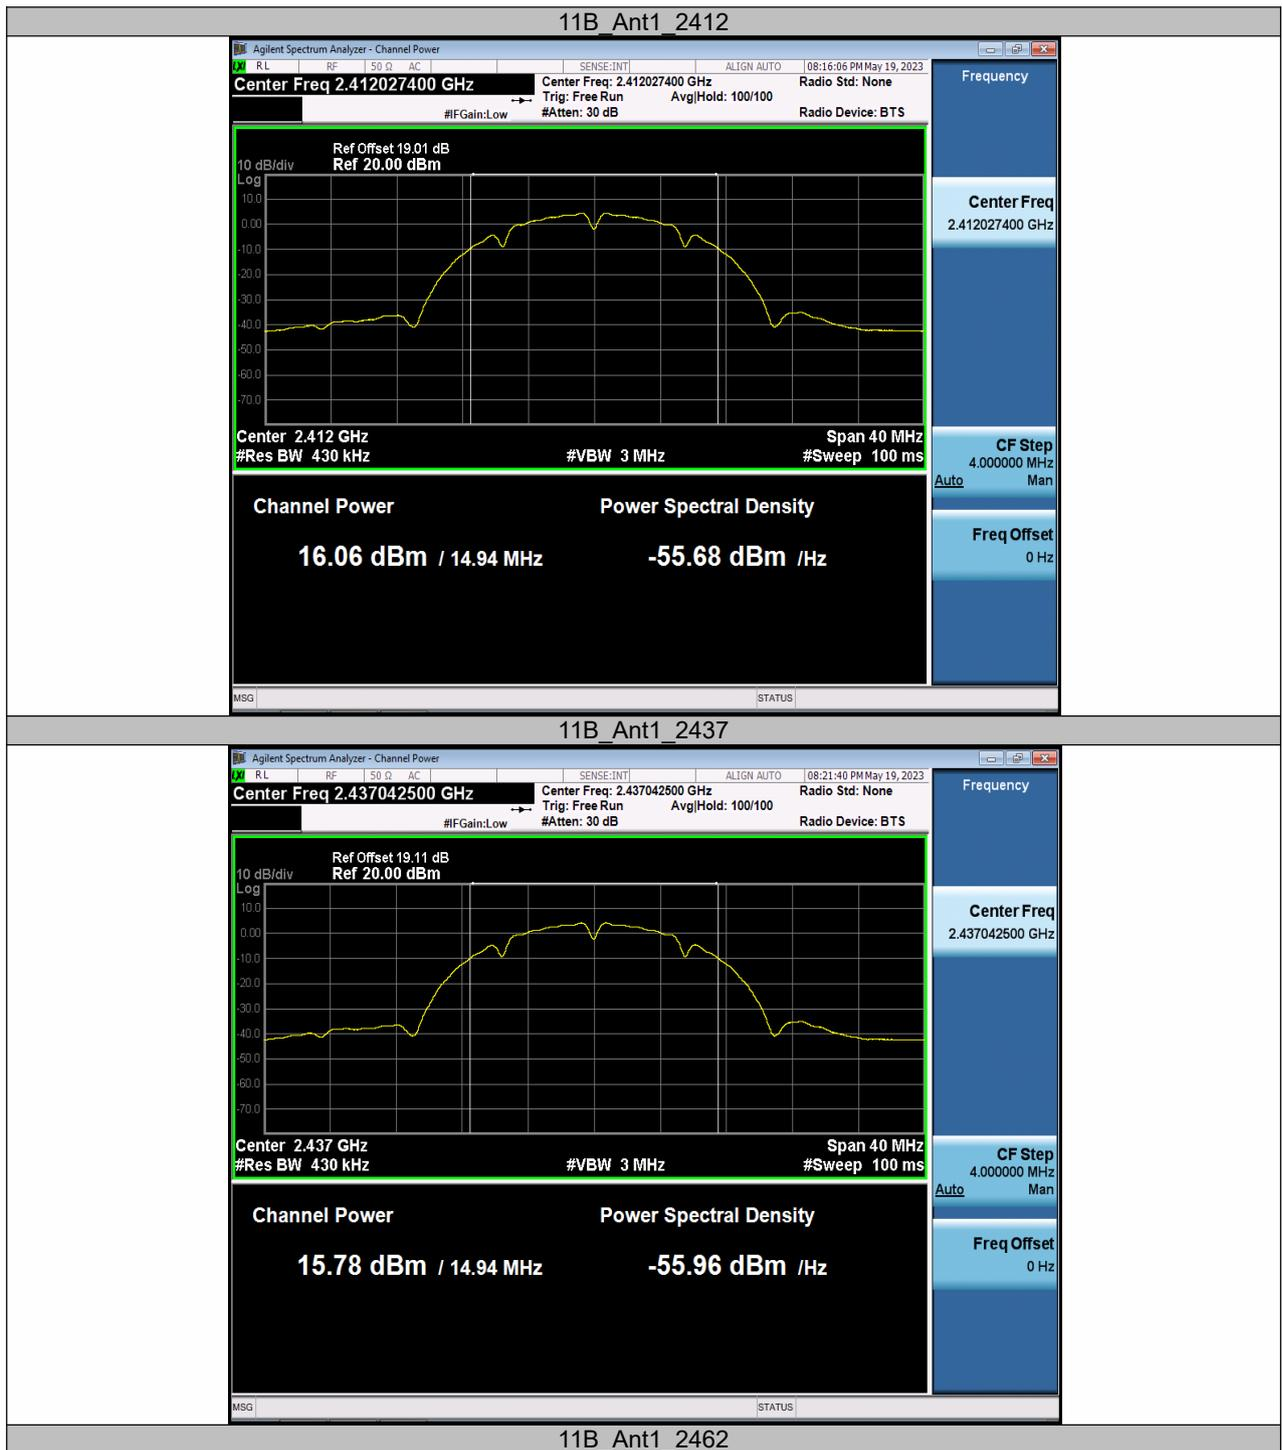 11B_Ant1_2412
Agilent Spectrum Analyzer - Channel Power
LXI RL RF 50 Ω AC SENSE:INT ALIGN AUTO 08:16:06 PM May 19, 2023
Center Freq 2.412027400 GHz
Center Freq: 2.412027400 GHz Radio Std: None
Trig: Free Run Avg|Hold: 100/100
#IFGain:Low #Atten: 30 dB Radio Device: BTS
Frequency
Ref Offset 19.01 dB
10 dB/div Ref 20.00 dBm
Log
10.0
0.00
-10.0
-20.0
-30.0
-40.0
-50.0
-60.0
-70.0
Center 2.412 GHz Span 40 MHz
#Res BW 430 kHz #VBW 3 MHz #Sweep 100 ms
Center Freq
2.412027400 GHz
CF Step
4.000000 MHz
Auto Man
Freq Offset
0 Hz
Channel Power Power Spectral Density
16.06 dBm / 14.94 MHz -55.68 dBm /Hz
MSG STATUS
11B_Ant1_2437
Agilent Spectrum Analyzer - Channel Power
LXI RL RF 50 Ω AC SENSE:INT ALIGN AUTO 08:21:40 PM May 19, 2023
Center Freq 2.437042500 GHz
Center Freq: 2.437042500 GHz Radio Std: None
Trig: Free Run Avg|Hold: 100/100
#IFGain:Low #Atten: 30 dB Radio Device: BTS
Frequency
Ref Offset 19.11 dB
10 dB/div Ref 20.00 dBm
Log
10.0
0.00
-10.0
-20.0
-30.0
-40.0
-50.0
-60.0
-70.0
Center 2.437 GHz Span 40 MHz
#Res BW 430 kHz #VBW 3 MHz #Sweep 100 ms
Center Freq
2.437042500 GHz
CF Step
4.000000 MHz
Auto Man
Freq Offset
0 Hz
Channel Power Power Spectral Density
15.78 dBm / 14.94 MHz -55.96 dBm /Hz
MSG STATUS
11B_Ant1_2462